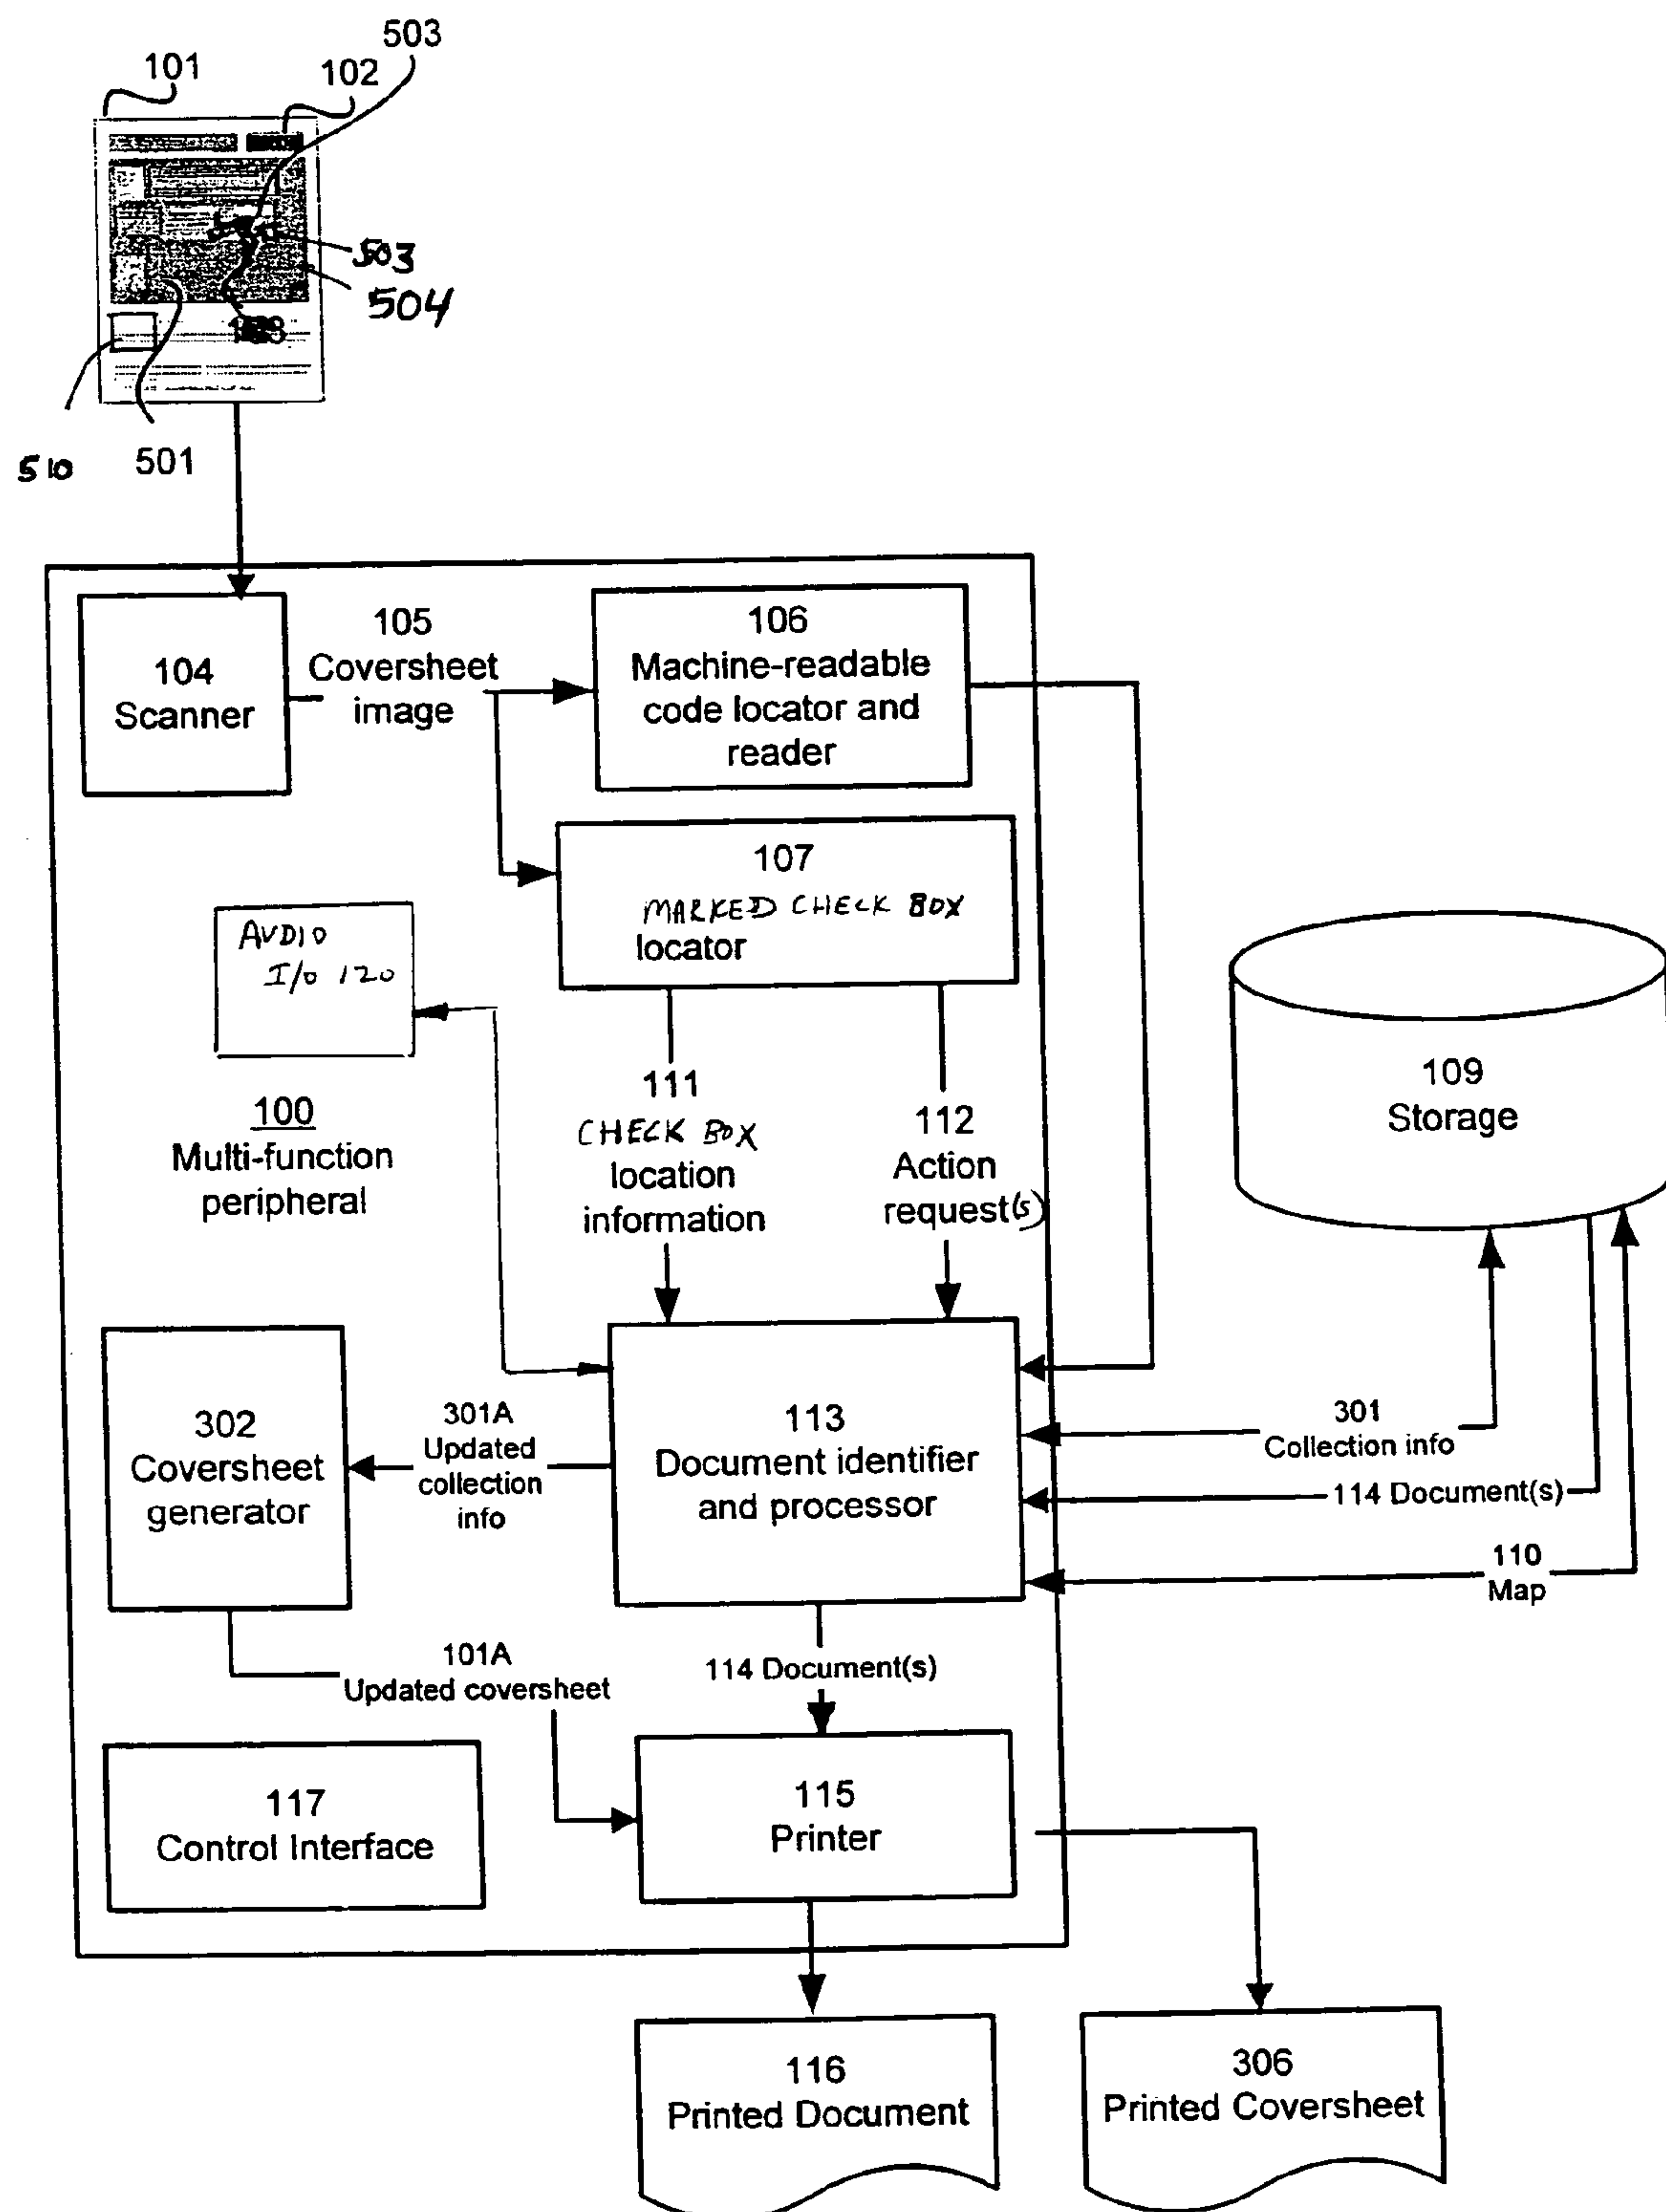 503
101
102
503
504
510
501
104
Scanner
105
Coversheet
image
106
Machine-readable
code locator and
reader
107
MARKED CHECK BOX
locator
AUDIO
I/O 120
100
Multi-function
peripheral
111
CHECK BOX
location
information
112
Action
request(s)
109
Storage
302
Coversheet
generator
301A
Updated
collection
info
113
Document identifier
and processor
301
Collection info
114 Document(s)
110
Map
101A
Updated coversheet
114 Document(s)
117
Control Interface
115
Printer
116
Printed Document
306
Printed Coversheet